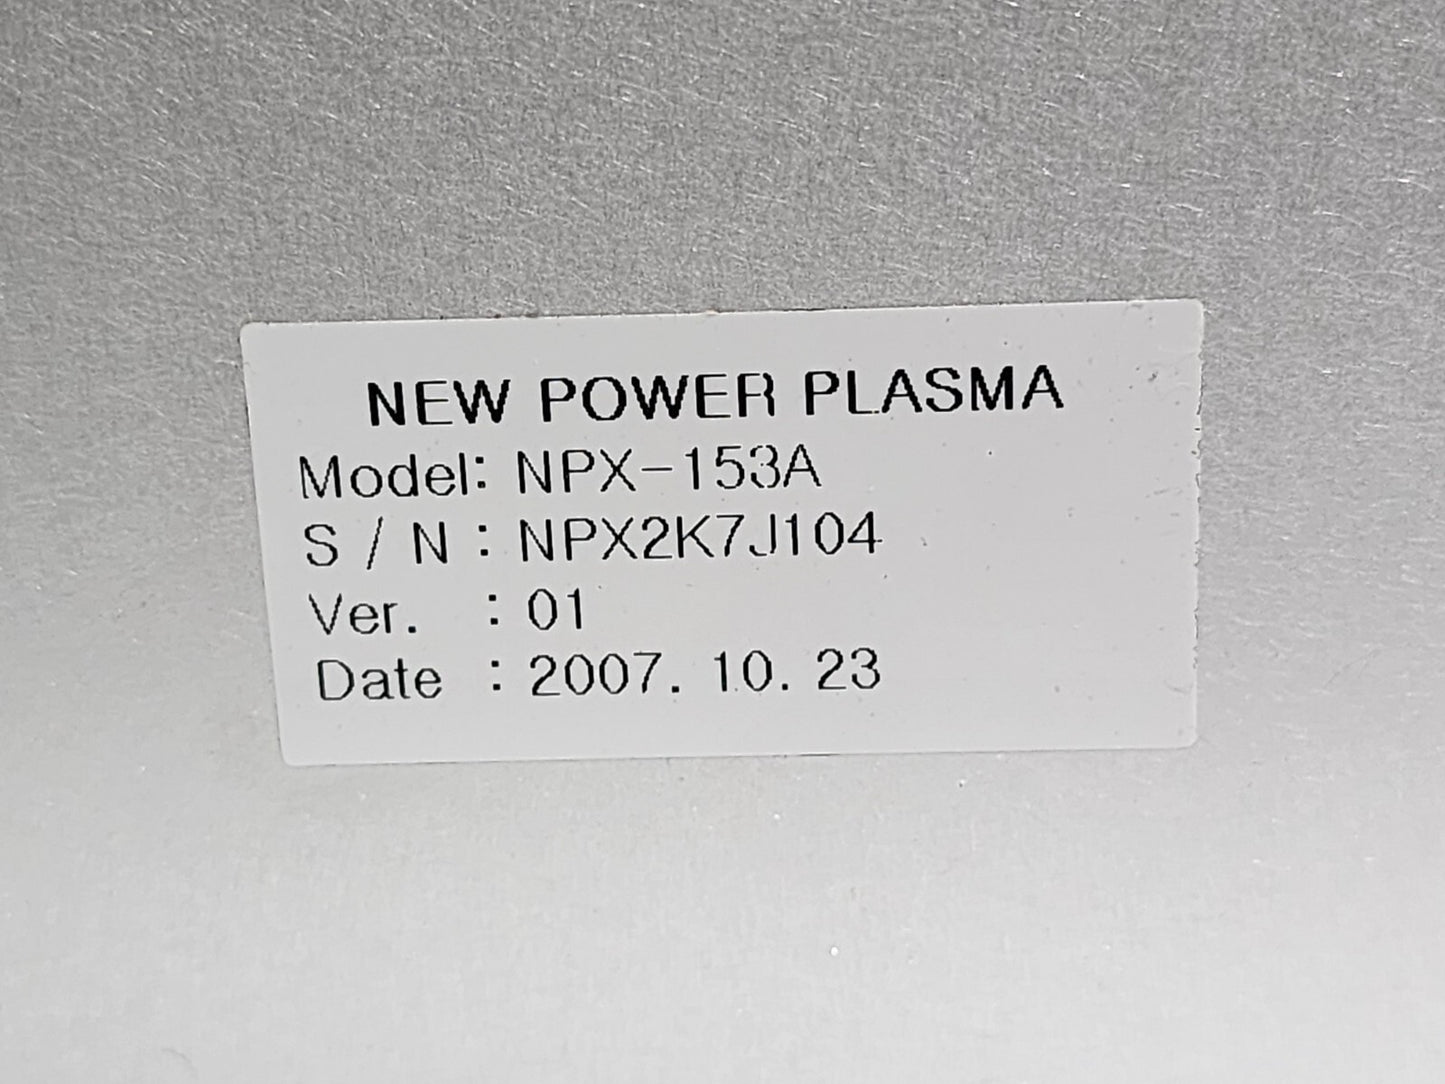 NEW POWER PLASMA
Model: NPX-153A
S / N : NPX2K7J104
Ver. : 01
Date : 2007. 10. 23